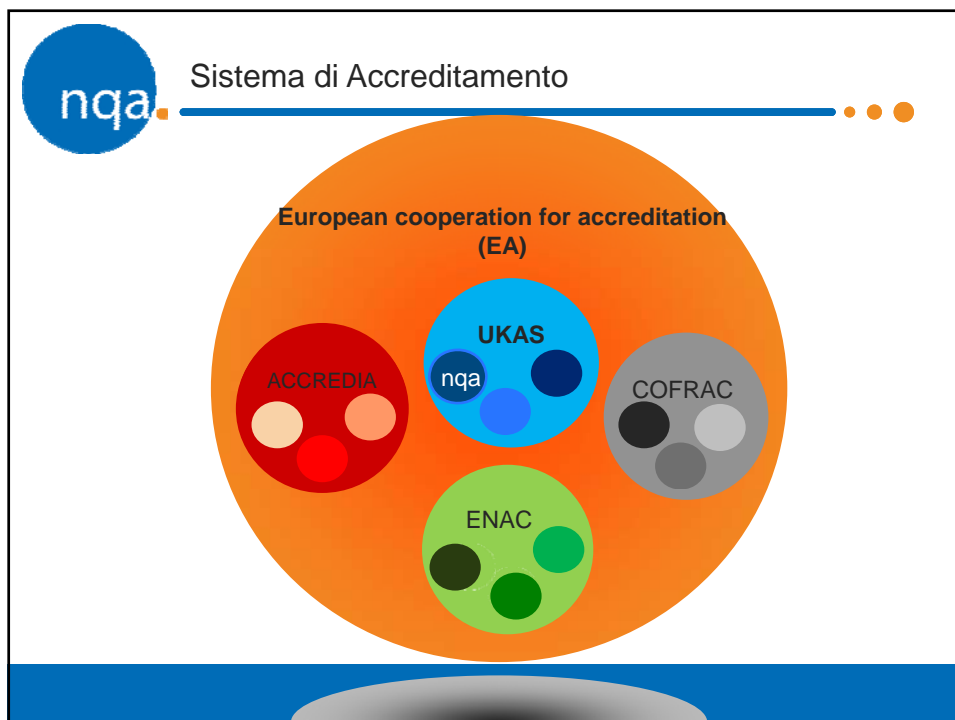 nqa.
Sistema di Accreditamento
European cooperation for accreditation
(EA)
UKAS
ACCREDIA
nqa
COFRAC
ENAC